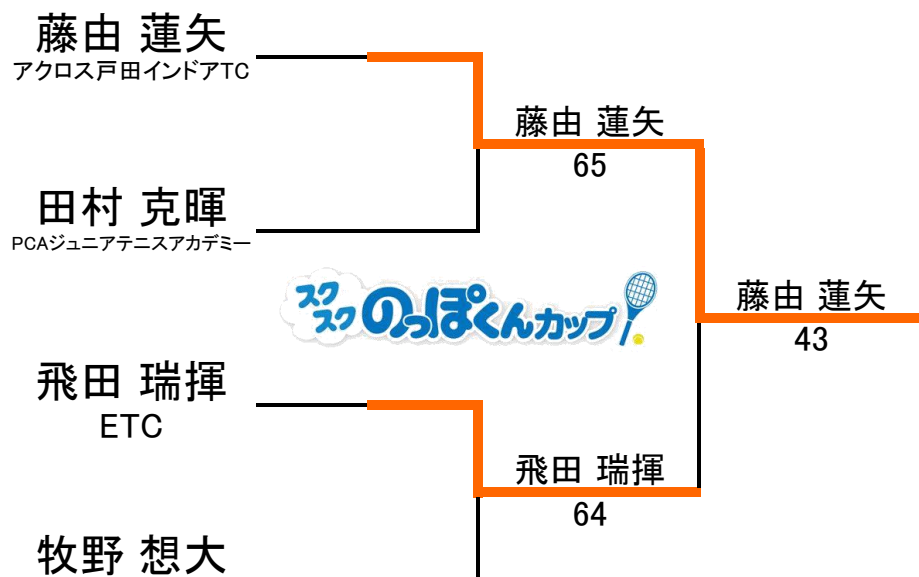 藤由 蓮矢
アクロス戸田インドアTC
藤由 蓮矢
65
田村 克暉
PCAジュニアテニスアカデミー
スク
スク
のっぽくんカップ
藤由 蓮矢
43
飛田 瑞揮
ETC
飛田 瑞揮
64
牧野 想大